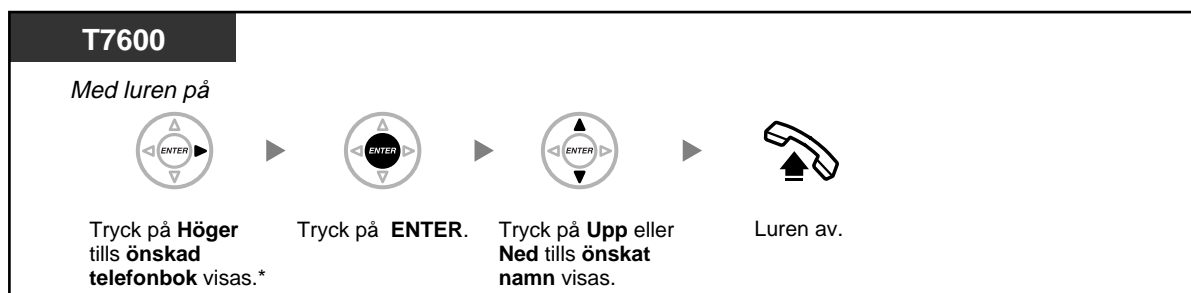 T7600
Med luren på
ENTER
ENTER
ENTER
Tryck på Höger
tills önskad
telefonbok visas.*
Tryck på ENTER.
Tryck på Upp eller
Ned tills önskat
namn visas.
Luren av.